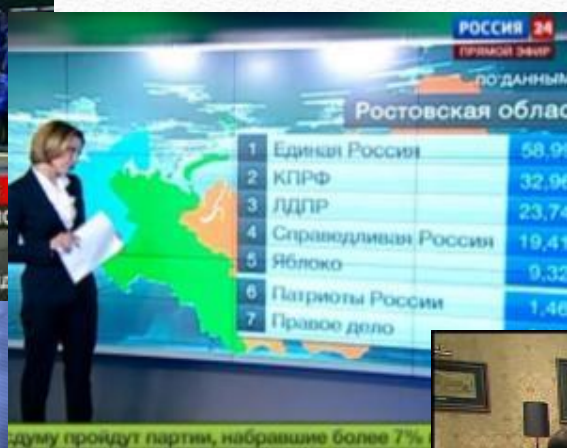 РОССИЯ 24
ПРЯМОЙ ЭФИР
ПО ДАННЫМ
Ростовская облас
1 Единая Россия 58,99
2 КПРФ 32,96
3 ЛДПР 23,74
4 Справедливая Россия 19,41
5 Яблоко 9,32
6 Патриоты России 1,46
7 Правое дело
сдуму пройдут партии, набравшие более 7%